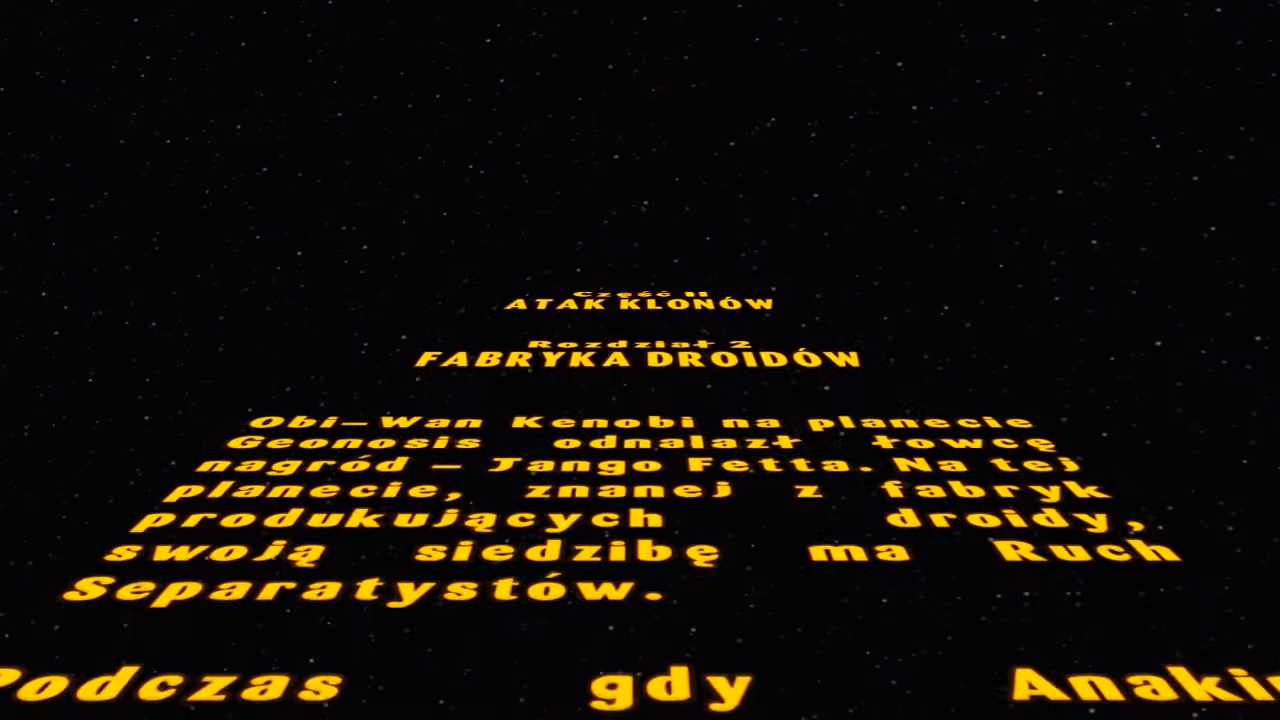 Część II
ATAK KLONÓW
Rozdział 2
FABRYKA DROIDÓW
Obi-Wan Kenobi na planecie
Geonosis odnalazł łowcę
nagród – Jango Fetta. Na tej
planecie, znanej z fabryk
produkujących droidy,
swoją siedzibę ma Ruch
Separatystów.
Podczas gdy